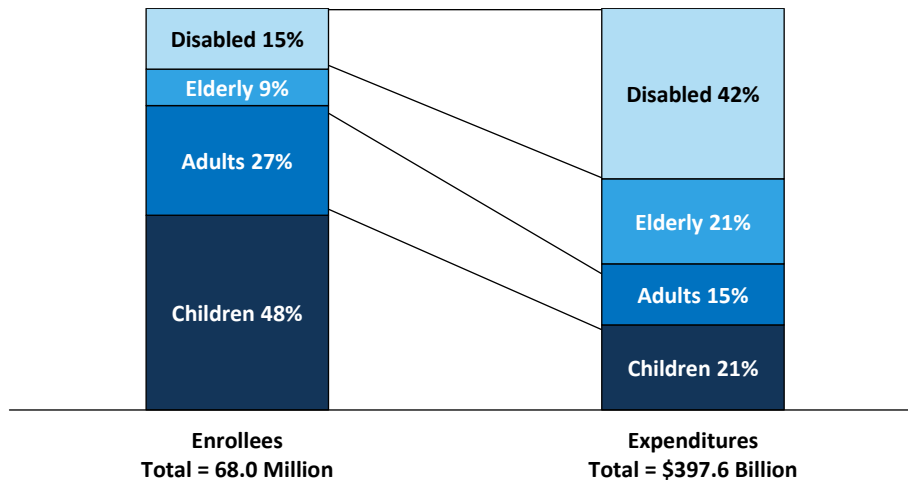 Disabled 15%
Elderly 9%
Adults 27%
Children 48%
Enrollees
Total = 68.0 Million
Disabled 42%
Elderly 21%
Adults 15%
Children 21%
Expenditures
Total = $397.6 Billion